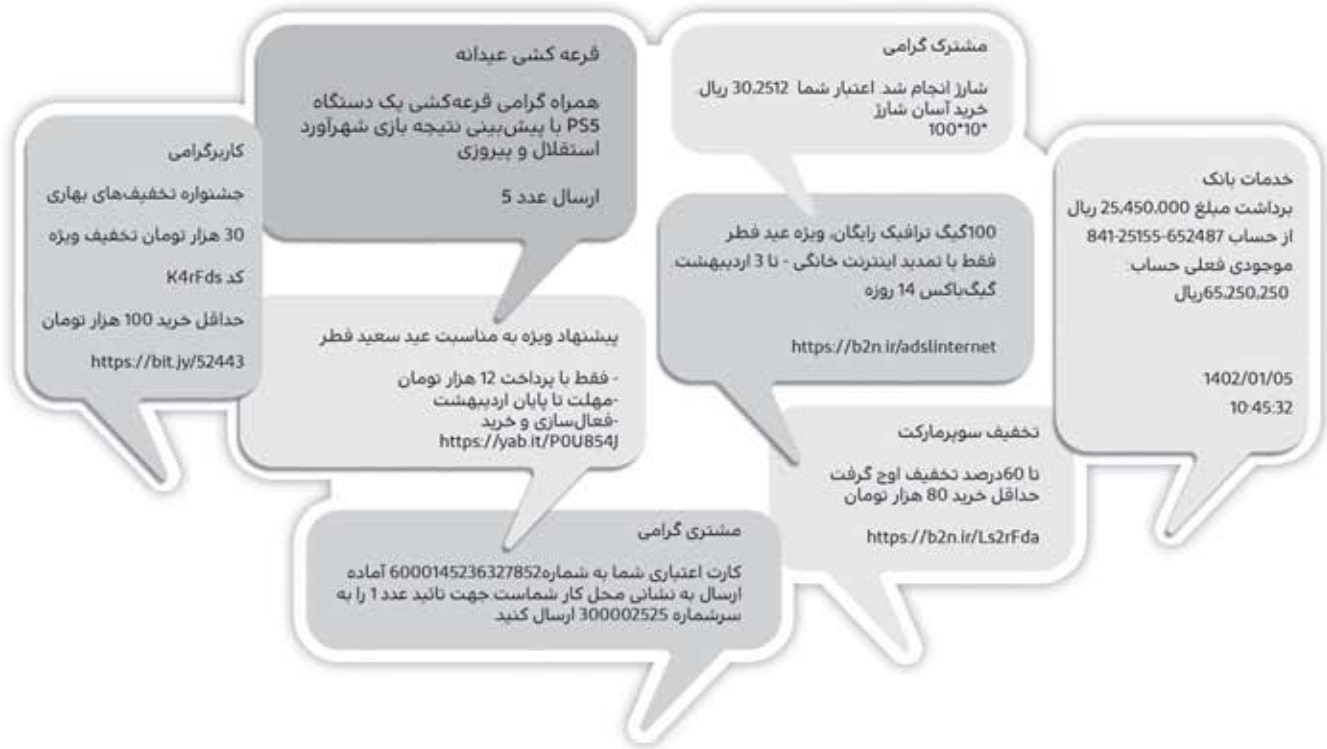 مشترک گرامی
شارژ انجام شد. اعتبار شما 30,2512 ریال.
خرید آسان شارژ
*10*100
قرعه کشی عیدانه
همراه گرامی قرعه‌کشی یک دستگاه
PS5 با پیش‌بینی نتیجه بازی شهرآورد
استقلال و پیروزی
ارسال عدد 5
کاربرگرامی
جشنواره تخفیف‌های بهاری
30 هزار تومان تخفیف ویژه
کد K4rFds
حداقل خرید 100 هزار تومان
https://bit.jy/52443
خدمات بانک
برداشت مبلغ 25,450,000 ریال
از حساب 652487-25155-841
موجودی فعلی حساب:
65,250,250ریال
1402/01/05
10:45:32
100گیگ ترافیک رایگان، ویژه عید فطر
فقط با تمدید اینترنت خانگی - تا 3 اردیبهشت.
گیگ‌باکس 14 روزه
https://b2n.ir/adslinternet
پیشنهاد ویژه به مناسبت عید سعید فطر
- فقط با پرداخت 12 هزار تومان
-مهلت تا پایان اردیبهشت
-فعال‌سازی و خرید
https://yab.it/P0U854J
تخفیف سوپرمارکت
تا 60درصد تخفیف اوج گرفت
حداقل خرید 80 هزار تومان
https://b2n.ir/Ls2rFda
مشتری گرامی
کارت اعتباری شما به شماره6000145236327852 آماده
ارسال به نشانی محل کار شماست جهت تائید عدد 1 را به
سرشماره 300002525 ارسال کنید.